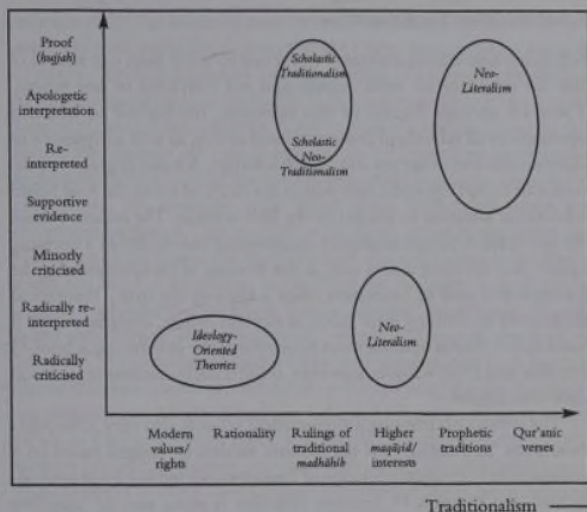 Proof
(ḥujjah)
Apologetic
interpretation
Re-
interpreted
Supportive
evidence
Minorly
criticised
Radically re-
interpreted
Radically
criticised
Scholastic
Traditionalism
Scholastic
Neo-
Traditionalism
Neo-
Literalism
Ideology-
Oriented
Theories
Neo-
Literalism
Modern
values/
rights
Rationality
Rulings of
traditional
madhāhib
Higher
maqāṣid/
interests
Prophetic
traditions
Qur'anic
verses
Traditionalism